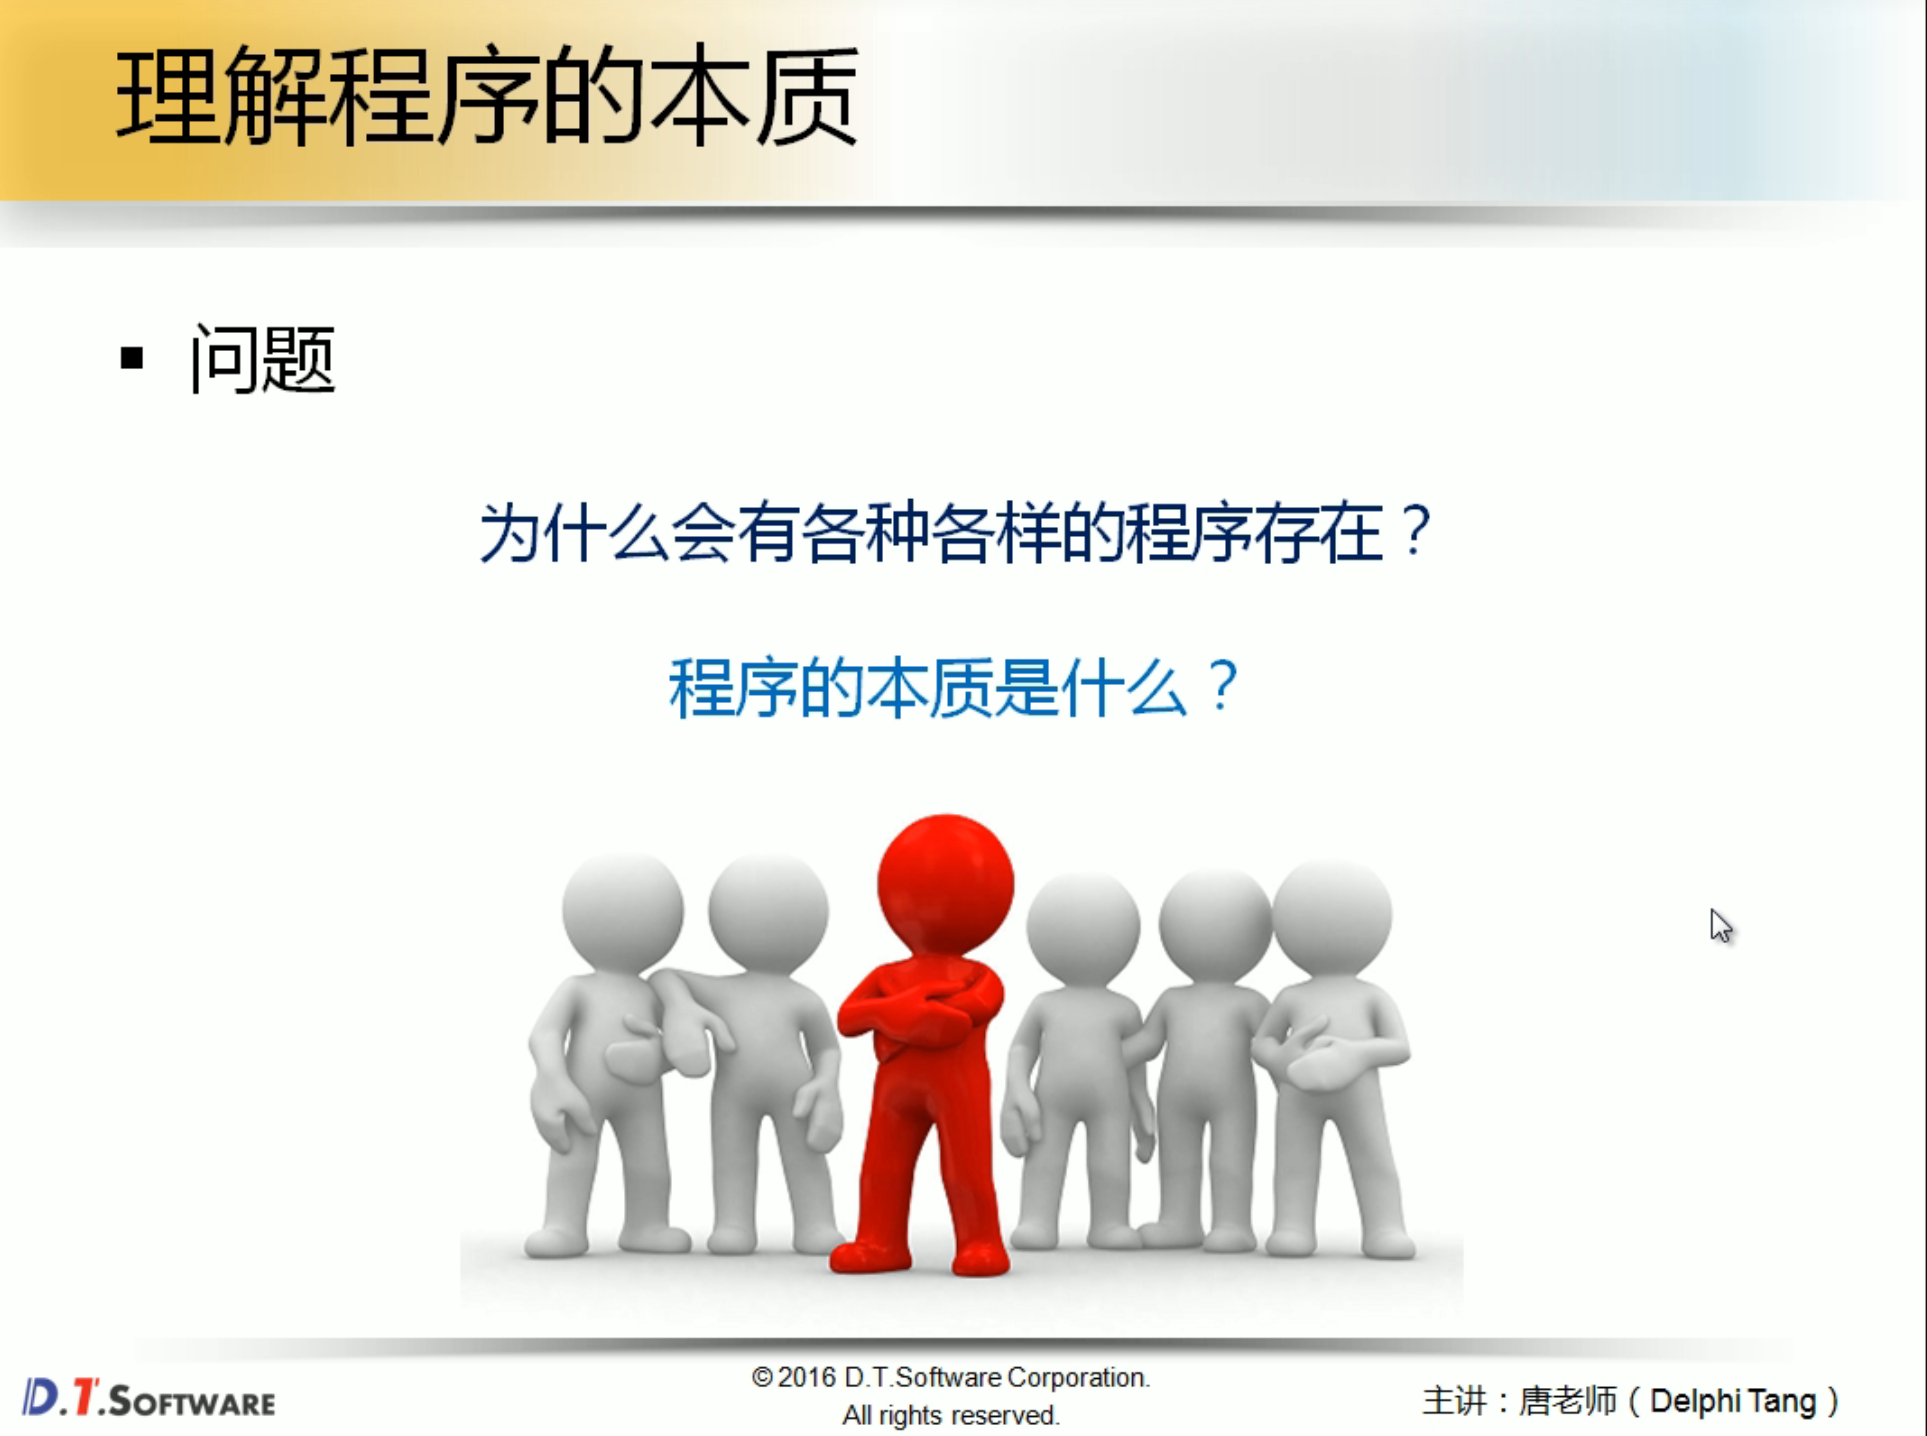 理解程序的本质
▪ 问题
为什么会有各种各样的程序存在？
程序的本质是什么？
D.T.SOFTWARE
© 2016 D.T.Software Corporation.
All rights reserved.
主讲：唐老师（Delphi Tang）